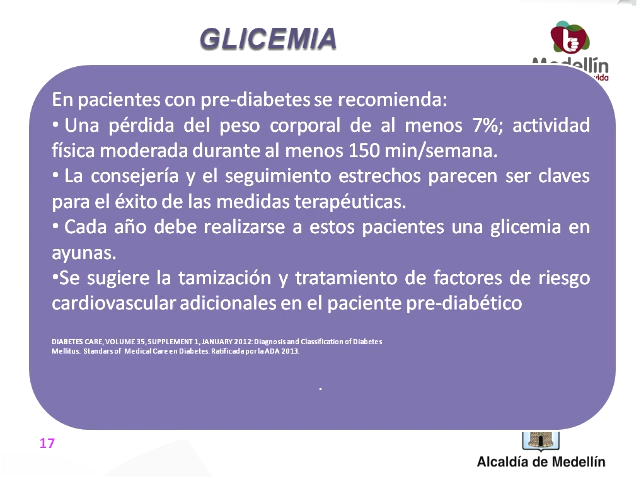 GLICEMIA
Medellín
vida
En pacientes con pre-diabetes se recomienda:
• Una pérdida del peso corporal de al menos 7%; actividad
física moderada durante al menos 150 min/semana.
• La consejería y el seguimiento estrechos parecen ser claves
para el éxito de las medidas terapéuticas.
• Cada año debe realizarse a estos pacientes una glicemia en
ayunas.
•Se sugiere la tamización y tratamiento de factores de riesgo
cardiovascular adicionales en el paciente pre-diabético
DIABETES CARE, VOLUME 35, SUPPLEMENT 1, JANUARY 2012: Diagnosis and Classification of Diabetes
Mellitus. Standars of Medical Care en Diabetes. Ratificada por la ADA 2013.
.
17
Alcaldía de Medellín